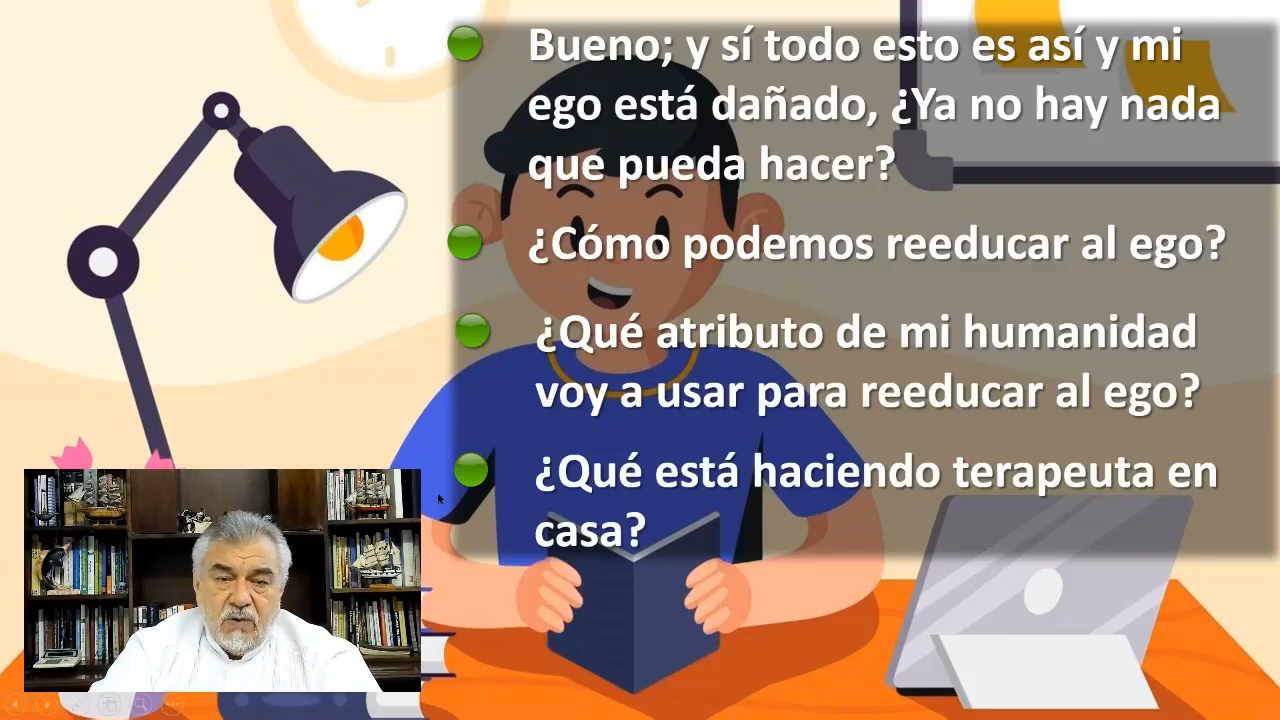 Bueno; y sí todo esto es así y mi
ego está dañado, ¿Ya no hay nada
que pueda hacer?
¿Cómo podemos reeducar al ego?
¿Qué atributo de mi humanidad
voy a usar para reeducar al ego?
¿Qué está haciendo terapeuta en
casa?